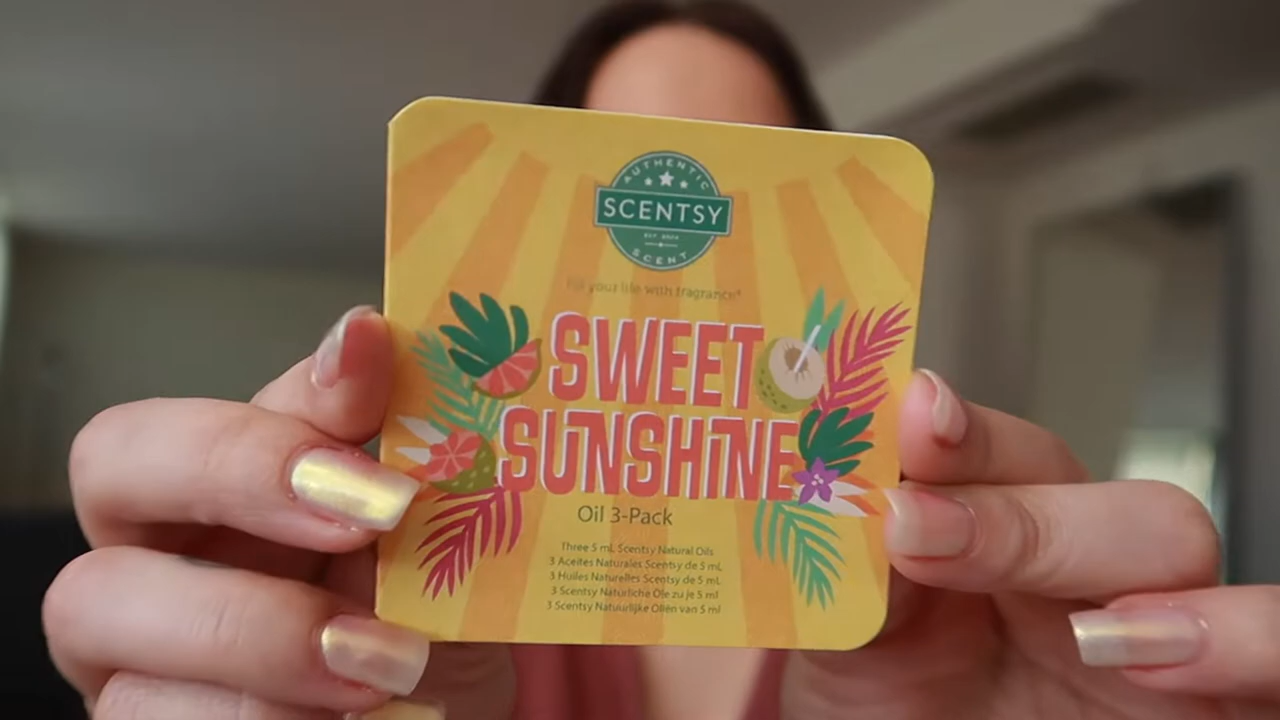 AUTHENTIC
SCENTSY
EST. 2004
SCENT
Fill your life with fragrance®
SWEET
SUNSHINE
Oil 3-Pack
Three 5 mL Scentsy Natural Oils
3 Aceites Naturales Scentsy de 5 mL
3 Huiles Naturelles Scentsy de 5 mL
3 Scentsy Natürliche Öle zu je 5 ml
3 Scentsy Natuurlijke Oliën van 5 ml